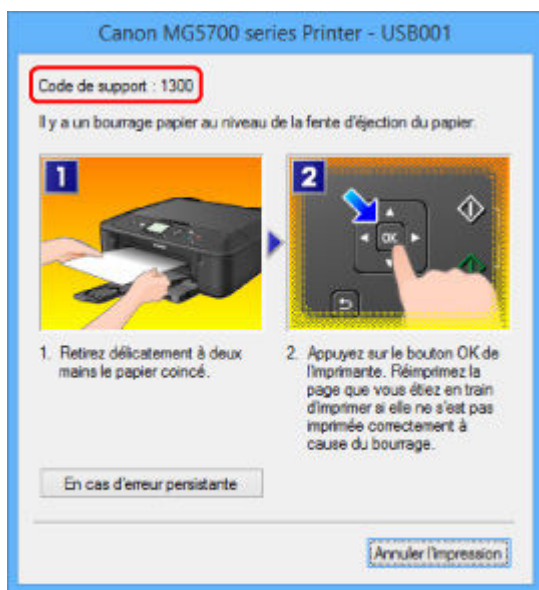 Canon MG5700 series Printer - USB001
Code de support : 1300
Il y a un bourrage papier au niveau de la fente d'éjection du papier.
1
2
OK
1. Retirez délicatement à deux
mains le papier coincé.
2. Appuyez sur le bouton OK de
l'imprimante. Réimprimez la
page que vous étiez en train
d'imprimer si elle ne s'est pas
imprimée correctement à
cause du bourrage.
En cas d'erreur persistante
Annuler l'impression